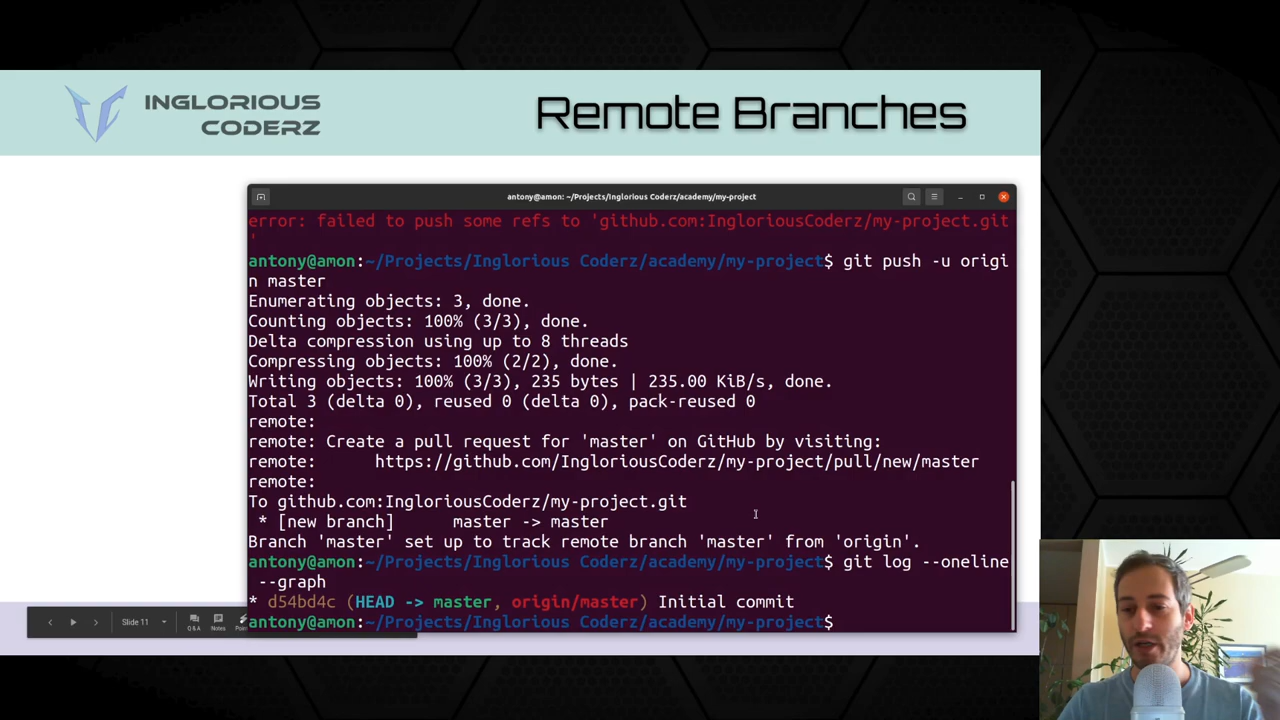 INGLORIOUS
CODERZ
Remote Branches
antony@amon: ~/Projects/Inglorious Coderz/academy/my-project
error: failed to push some refs to 'github.com:IngloriousCoderz/my-project.git
'
antony@amon:~/Projects/Inglorious Coderz/academy/my-project$ git push -u origi
n master
Enumerating objects: 3, done.
Counting objects: 100% (3/3), done.
Delta compression using up to 8 threads
Compressing objects: 100% (2/2), done.
Writing objects: 100% (3/3), 235 bytes | 235.00 KiB/s, done.
Total 3 (delta 0), reused 0 (delta 0), pack-reused 0
remote:
remote: Create a pull request for 'master' on GitHub by visiting:
remote:      https://github.com/IngloriousCoderz/my-project/pull/new/master
remote:
To github.com:IngloriousCoderz/my-project.git
 * [new branch]      master -> master
Branch 'master' set up to track remote branch 'master' from 'origin'.
antony@amon:~/Projects/Inglorious Coderz/academy/my-project$ git log --oneline
 --graph
* d54bd4c (HEAD -> master, origin/master) Initial commit
antony@amon:~/Projects/Inglorious Coderz/academy/my-project$
Slide 11
Q & A
Notes